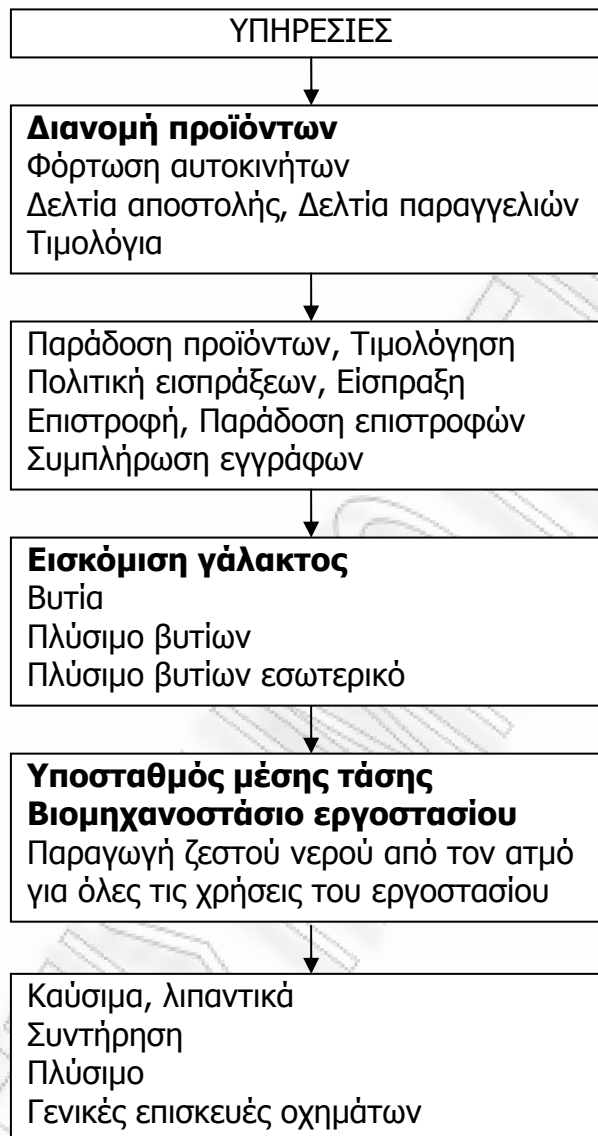 ΥΠΗΡΕΣΙΕΣ
Διανομή προϊόντων
Φόρτωση αυτοκινήτων
Δελτία αποστολής, Δελτία παραγγελιών
Τιμολόγια
Παράδοση προϊόντων, Τιμολόγηση
Πολιτική εισπράξεων, Είσπραξη
Επιστροφή, Παράδοση επιστροφών
Συμπλήρωση εγγράφων
Εισκόμιση γάλακτος
Βυτία
Πλύσιμο βυτίων
Πλύσιμο βυτίων εσωτερικό
Υποσταθμός μέσης τάσης
Βιομηχανοστάσιο εργοστασίου
Παραγωγή ζεστού νερού από τον ατμό
για όλες τις χρήσεις του εργοστασίου
Καύσιμα, λιπαντικά
Συντήρηση
Πλύσιμο
Γενικές επισκευές οχημάτων